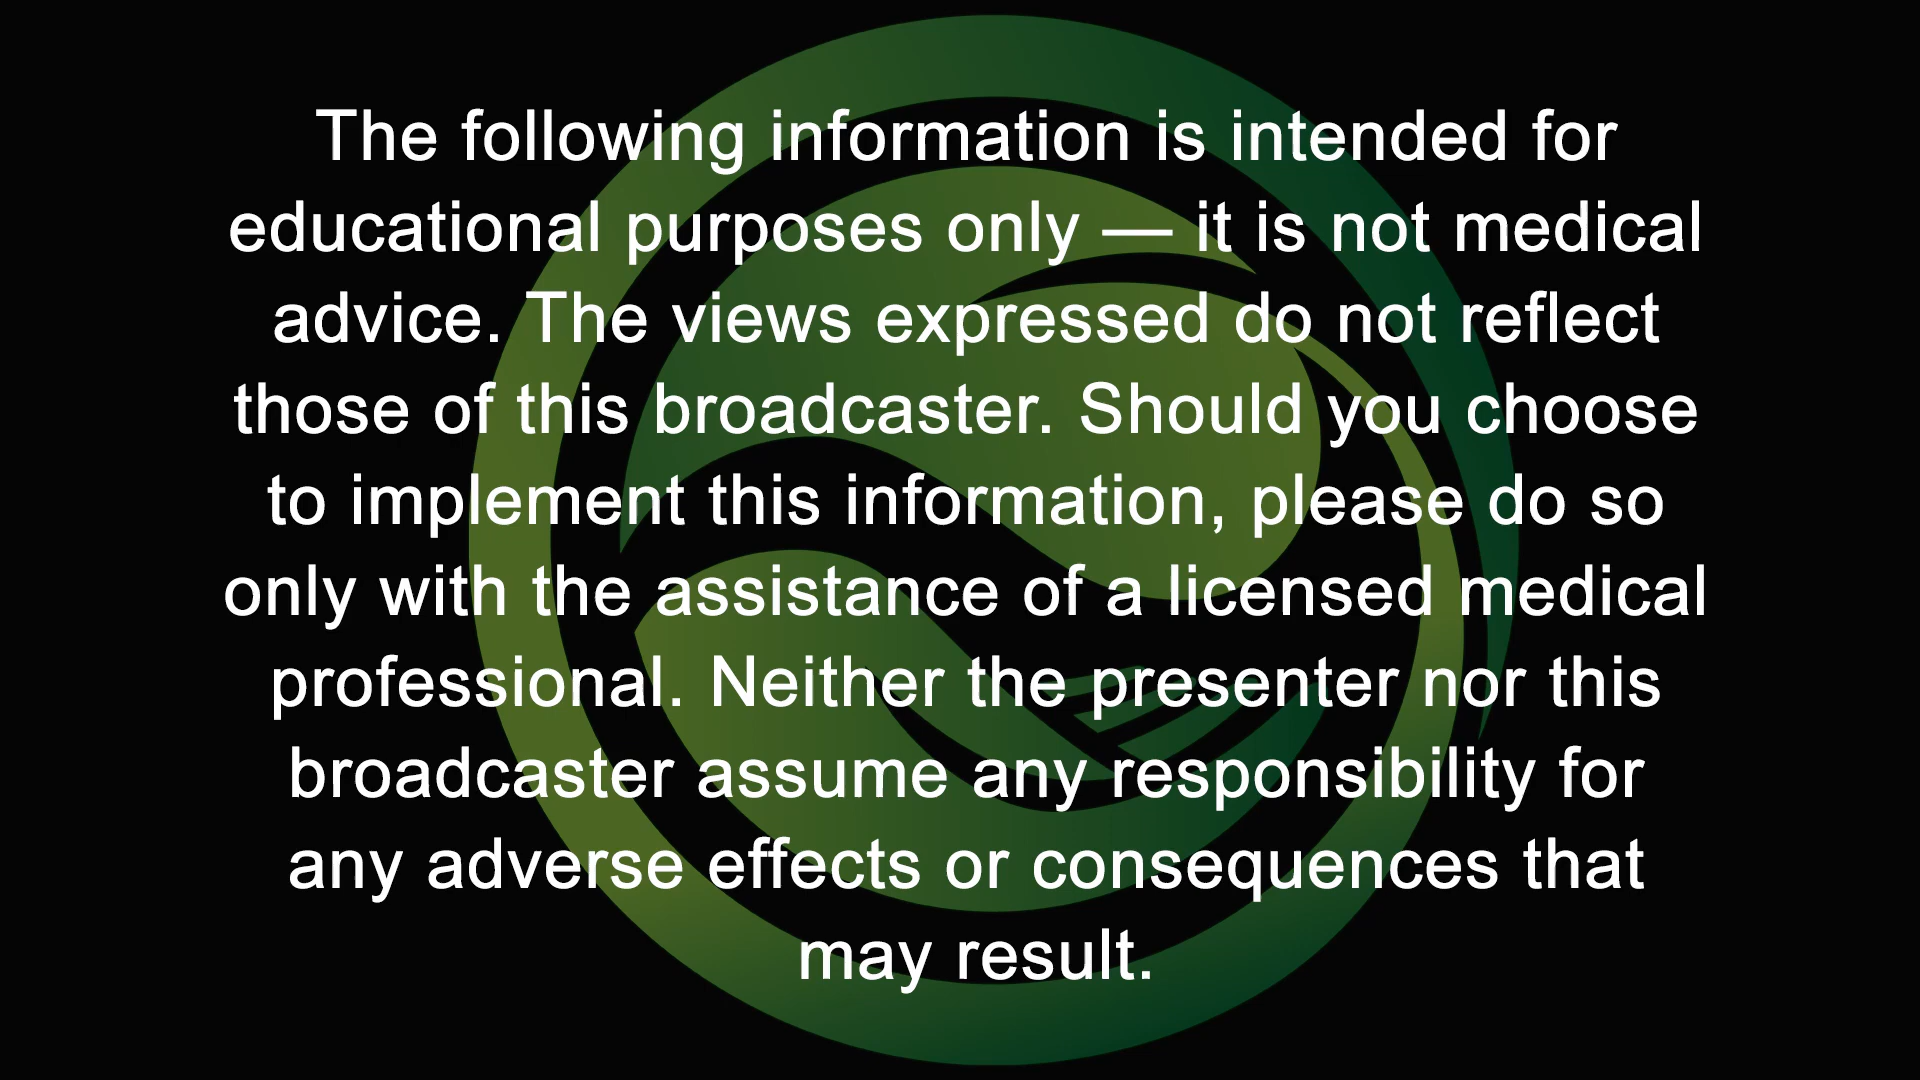 The following information is intended for
educational purposes only — it is not medical
advice. The views expressed do not reflect
those of this broadcaster. Should you choose
to implement this information, please do so
only with the assistance of a licensed medical
professional. Neither the presenter nor this
broadcaster assume any responsibility for
any adverse effects or consequences that
may result.